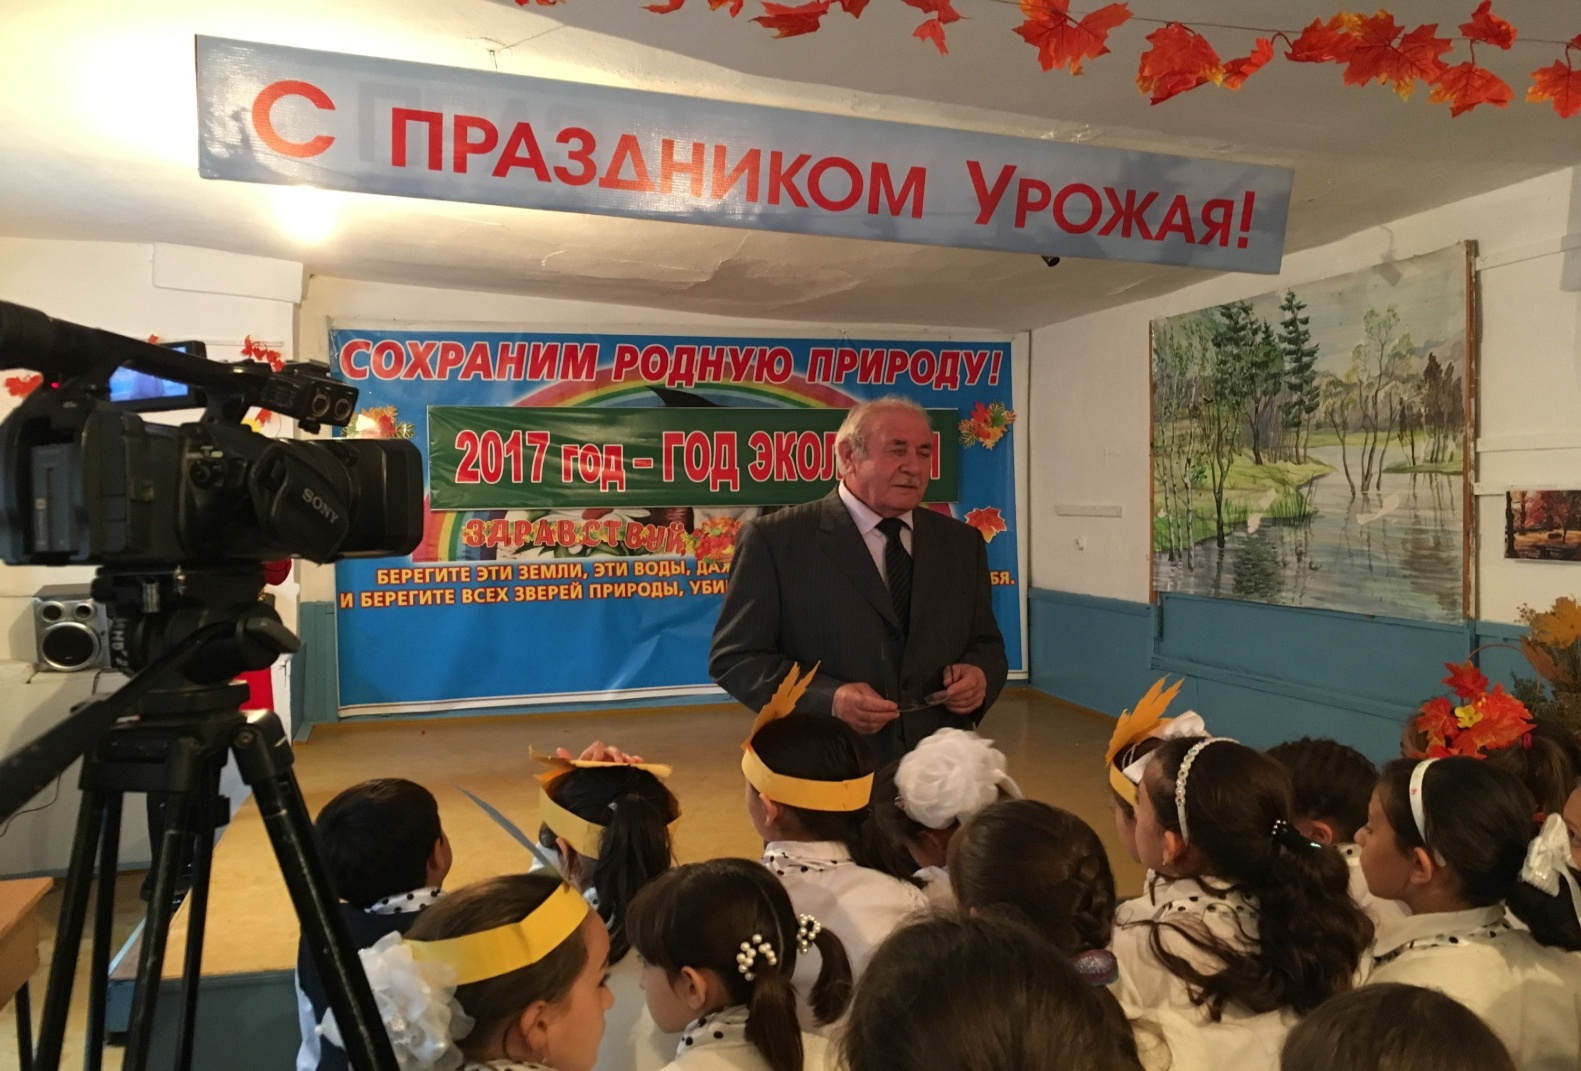 С ПРАЗДНИКОМ УРОЖАЯ!
СОХРАНИМ РОДНУЮ ПРИРОДУ!
2017 год – ГОД
ЗДРАВСТВУЙ
БЕРЕГИТЕ ЭТИ ЗЕМЛИ, ЭТИ ВОДЫ,
И БЕРЕГИТЕ ВСЕХ ЗВЕРЕЙ ПРИРОДЫ,
SONY